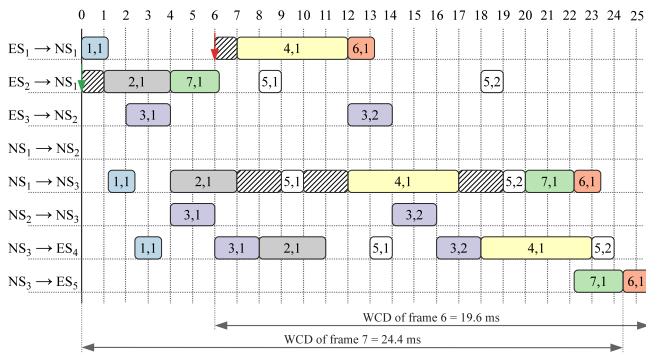 0 1 2 3 4 5 6 7 8 9 10 11 12 13 14 15 16 17 18 19 20 21 22 23 24 25
ES₁ → NS₁ 1,1 4,1 6,1
ES₂ → NS₁ 2,1 7,1 5,1 5,2
ES₃ → NS₂ 3,1 3,2
NS₁ → NS₂
NS₁ → NS₃ 1,1 2,1 5,1 4,1 5,2 7,1 6,1
NS₂ → NS₃ 3,1 3,2
NS₃ → ES₄ 1,1 3,1 2,1 5,1 3,2 4,1 5,2
NS₃ → ES₅ 7,1 6,1
WCD of frame 6 = 19.6 ms
WCD of frame 7 = 24.4 ms